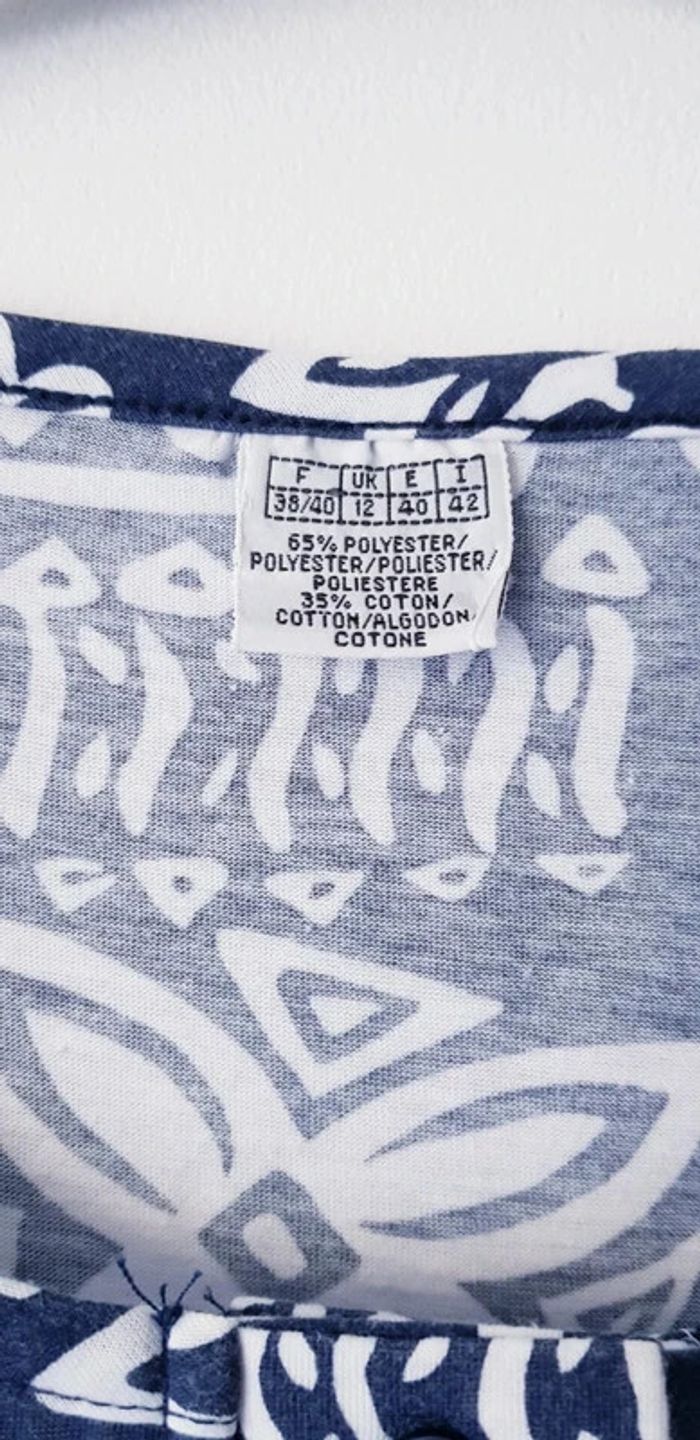 F UK E I
38/40 12 40 42
65% POLYESTER/
POLYESTER/POLIESTER/
POLIESTERE
35% COTON/
COTTON/ALGODON
COTONE